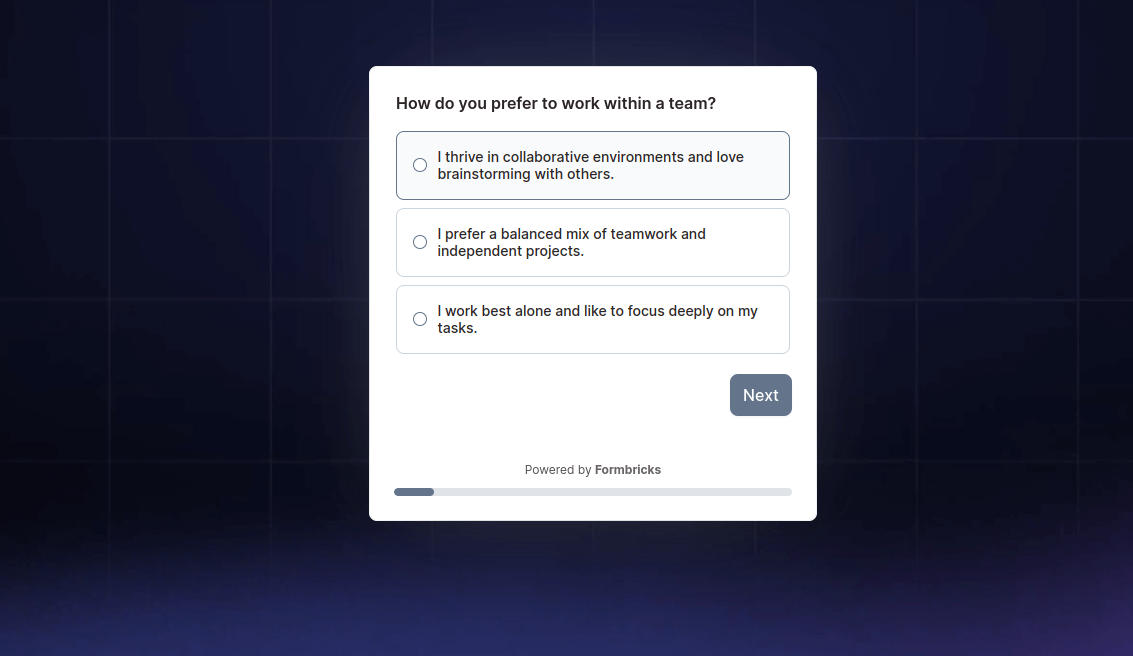 How do you prefer to work within a team?
I thrive in collaborative environments and love
brainstorming with others.
I prefer a balanced mix of teamwork and
independent projects.
I work best alone and like to focus deeply on my
tasks.
Next
Powered by Formbricks